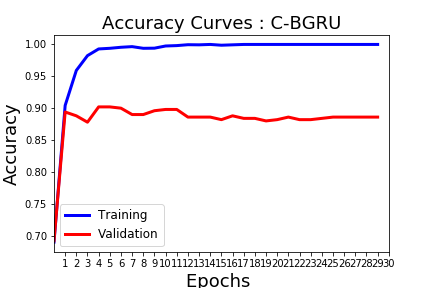 Accuracy Curves : C-BGRU
Accuracy
1.00
0.95
0.90
0.85
0.80
0.75
0.70
Training
Validation
1 2 3 4 5 6 7 8 9 10 11 12 13 14 15 16 17 18 19 20 21 22 23 24 25 26 27 28 29 30
Epochs